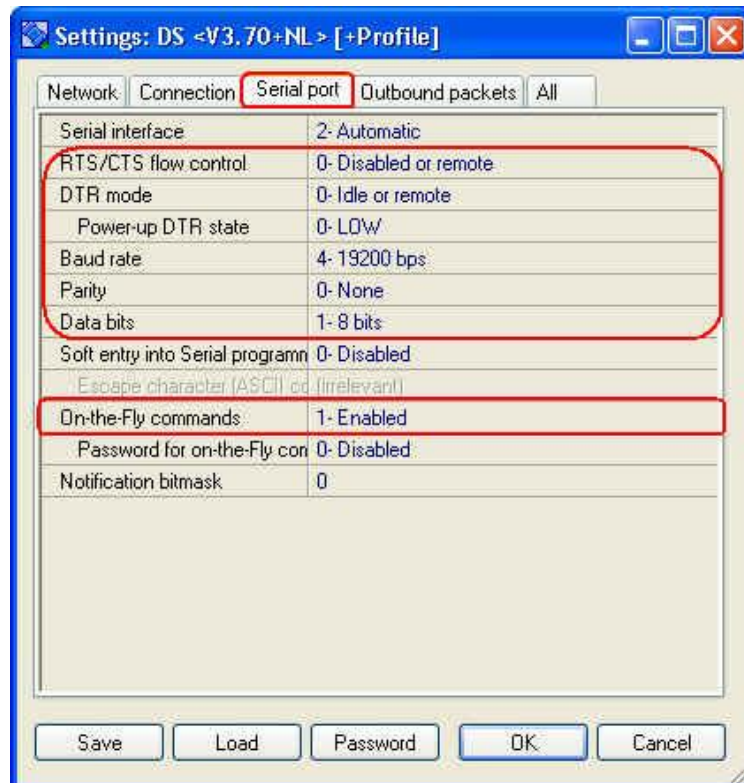 Settings: DS <V3.70+NL> [+Profile]
Network Connection Serial port Outbound packets All
Serial interface 2- Automatic
RTS/CTS flow control 0- Disabled or remote
DTR mode 0- Idle or remote
Power-up DTR state 0- LOW
Baud rate 4- 19200 bps
Parity 0- None
Data bits 1- 8 bits
Soft entry into Serial programn 0- Disabled
Escape character (ASCII) cc (irrelevant)
On-the-Fly commands 1- Enabled
Password for on-the-Fly con 0- Disabled
Notification bitmask 0
Save Load Password OK Cancel